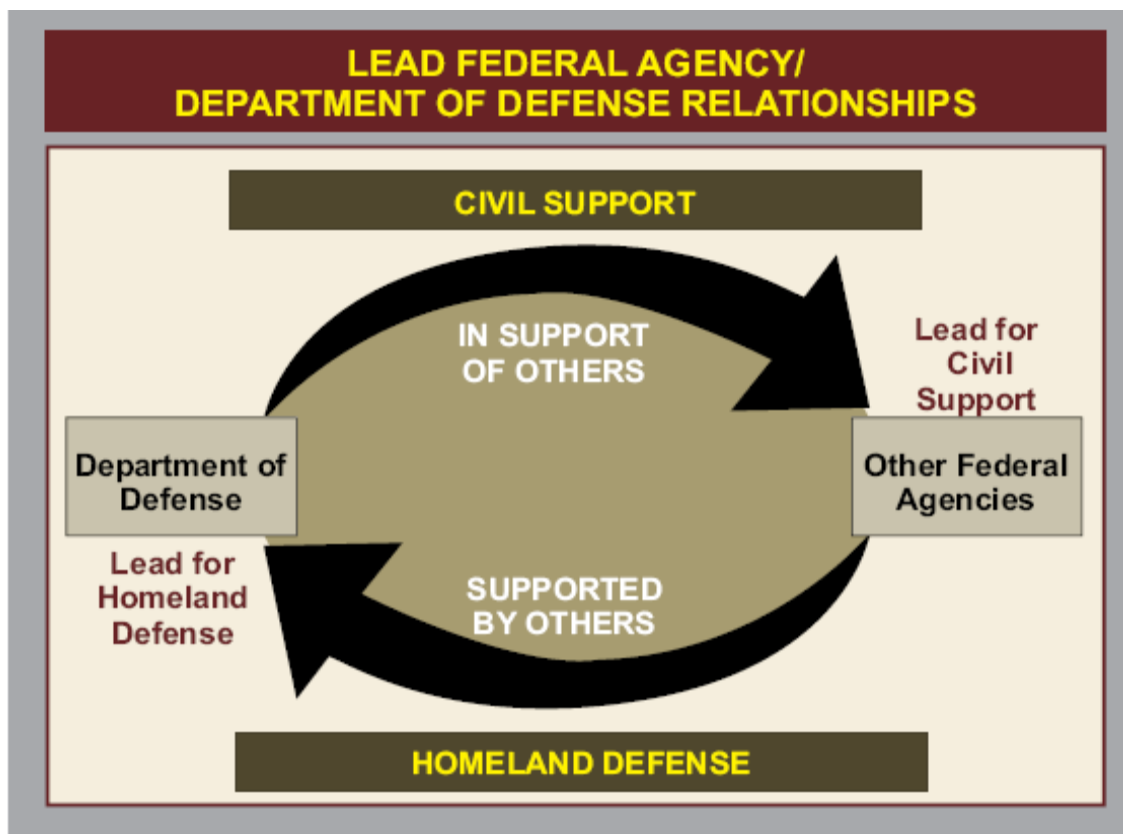 LEAD FEDERAL AGENCY/
DEPARTMENT OF DEFENSE RELATIONSHIPS
CIVIL SUPPORT
IN SUPPORT
OF OTHERS
Lead for
Civil
Support
Department of
Defense
Other Federal
Agencies
Lead for
Homeland
Defense
SUPPORTED
BY OTHERS
HOMELAND DEFENSE